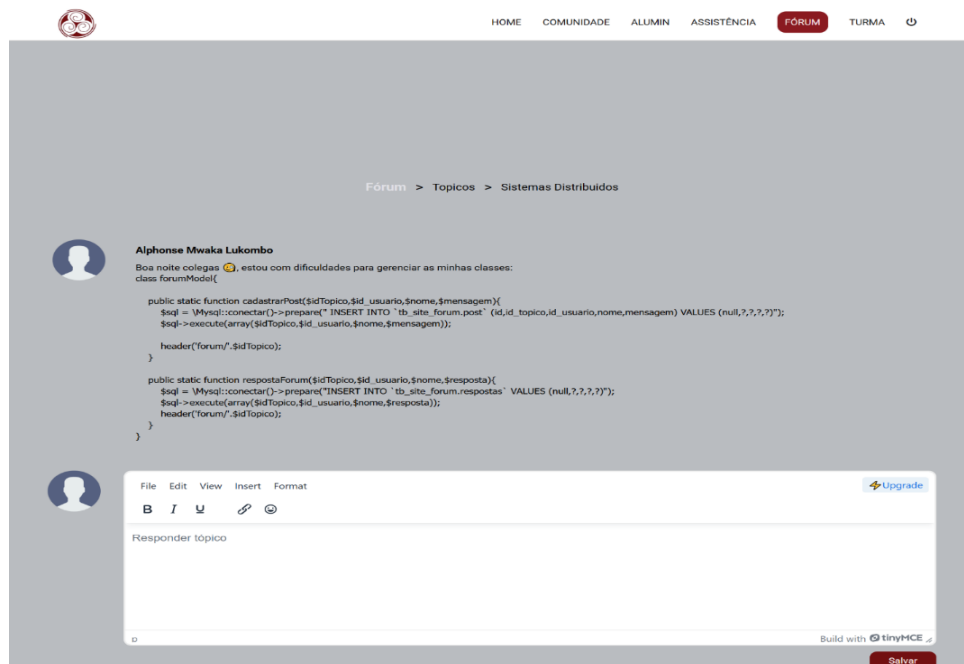 HOME COMUNIDADE ALUMIN ASSISTÊNCIA FÓRUM TURMA
Fórum > Topicos > Sistemas Distribuidos
Alphonse Mwaka Lukombo
Boa noite colegas 😥, estou com dificuldades para gerenciar as minhas classes:
class forumModel{
public static function cadastrarPost($idTopico,$id_usuario,$nome,$mensagem){
$sql = \Mysql::conectar()->prepare(" INSERT INTO `tb_site_forum.post` (id,id_topico,id_usuario,nome,mensagem) VALUES (null,?,?,?,?)");
$sql->execute(array($idTopico,$id_usuario,$nome,$mensagem));
header('forum/'.$idTopico);
}
public static function respostaForum($idTopico,$id_usuario,$nome,$resposta){
$sql = \Mysql::conectar()->prepare("INSERT INTO `tb_site_forum.respostas` VALUES (null,?,?,?,?)");
$sql->execute(array($idTopico,$id_usuario,$nome,$resposta));
header('forum/'.$idTopico);
}
}
File Edit View Insert Format ⚡Upgrade
B I U
Responder tópico
p Build with tinyMCE
Salvar